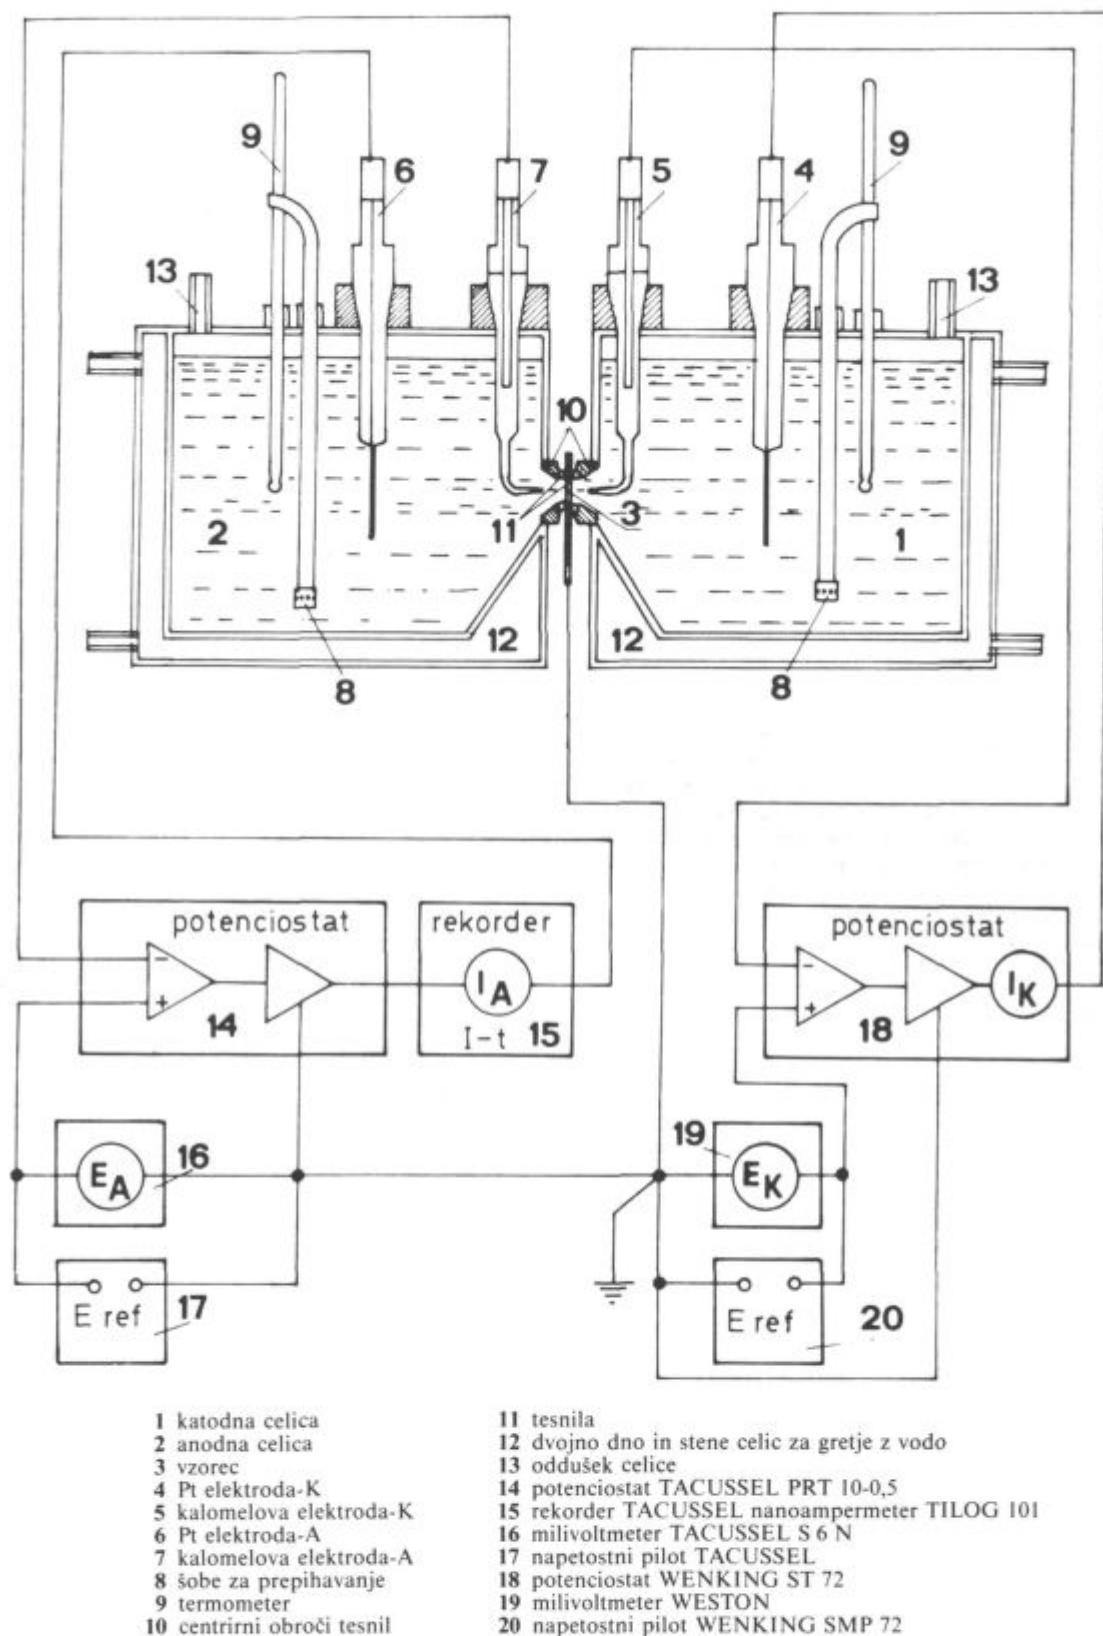 9
6
7
5
4
9
13
13
10
2
11
3
1
12
12
8
8
potenciostat
rekorder
potenciostat
-
+
I A
-
+
I K
14
I-t
15
18
E A
16
19
E K
E ref
17
E ref
20
1 katodna celica
2 anodna celica
3 vzorec
4 Pt elektroda-K
5 kalomelova elektroda-K
6 Pt elektroda-A
7 kalomelova elektroda-A
8 šobe za prepihavanje
9 termometer
10 centrirni obroči tesnil
11 tesnila
12 dvojno dno in stene celic za gretje z vodo
13 oddušek celice
14 potenciostat TACUSSEL PRT 10-0,5
15 rekorder TACUSSEL nanoampermeter TILOG 101
16 milivoltmeter TACUSSEL S 6 N
17 napetostni pilot TACUSSEL
18 potenciostat WENKING ST 72
19 milivoltmeter WESTON
20 napetostni pilot WENKING SMP 72